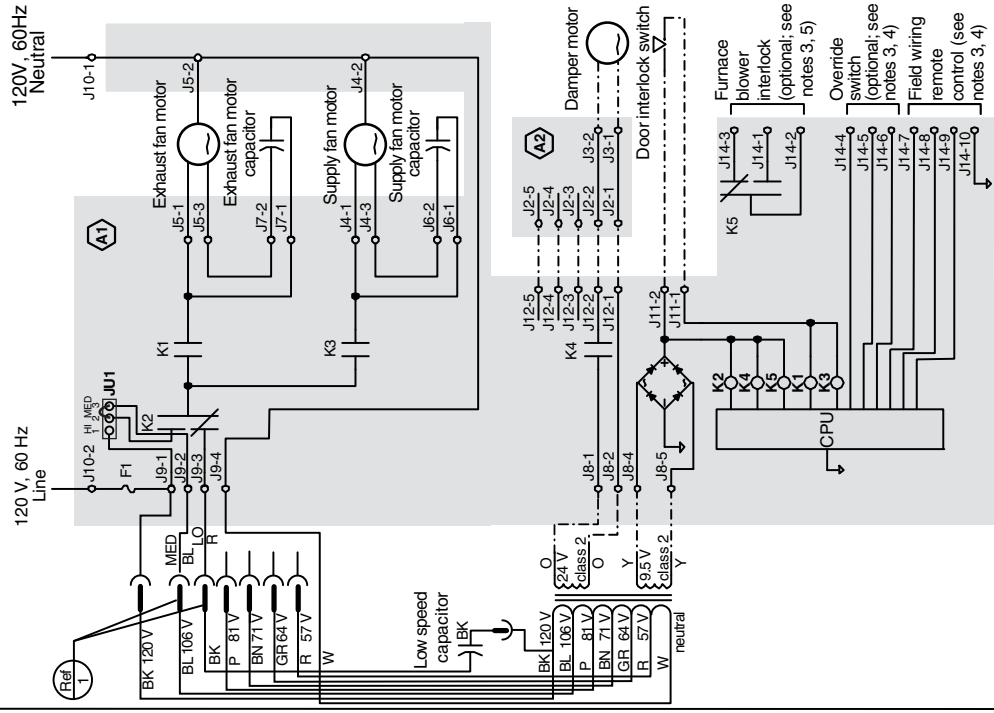 120V, 60Hz
Neutral
J10-1
J5-2
J4-2
Exhaust fan motor
Exhaust fan motor
capacitor
Supply fan motor
Supply fan motor
capacitor
J5-1
J5-3
J7-2
J7-1
J4-1
J4-3
J6-2
J6-1
A1
K1
K3
JU1
HI MED
1 2 3
K2
120 V, 60 Hz
Line
J10-2
F1
J9-1
J9-2
J9-3
J9-4
MED
BL
LO
R
Ref
1
BK 120 V
BL 106 V
BK
P 81 V
BN 71 V
GR 64 V
R 57 V
W
Low speed
capacitor
BK
BK 120 V
BL 106 V
P 81 V
BN 71 V
GR 64 V
R 57 V
W
neutral
O
24 V
class 2
O
Y
9.5 V
class 2
Y
J8-1
J8-2
J8-4
J8-5
K4
J12-5
J12-4
J12-3
J12-2
J12-1
J11-2
J11-1
A2
J2-5
J2-4
J2-3
J2-2
J2-1
J3-2
J3-1
Damper motor
Door interlock switch
K2
K4
K5
K1
K3
CPU
K5
J14-3
J14-1
J14-2
J14-4
J14-5
J14-6
J14-7
J14-8
J14-9
J14-10
Furnace
blower
interlock
(optional; see
notes 3, 5)
Override
switch
(optional; see
notes 3, 4)
Field wiring
remote
control (see
notes 3, 4)